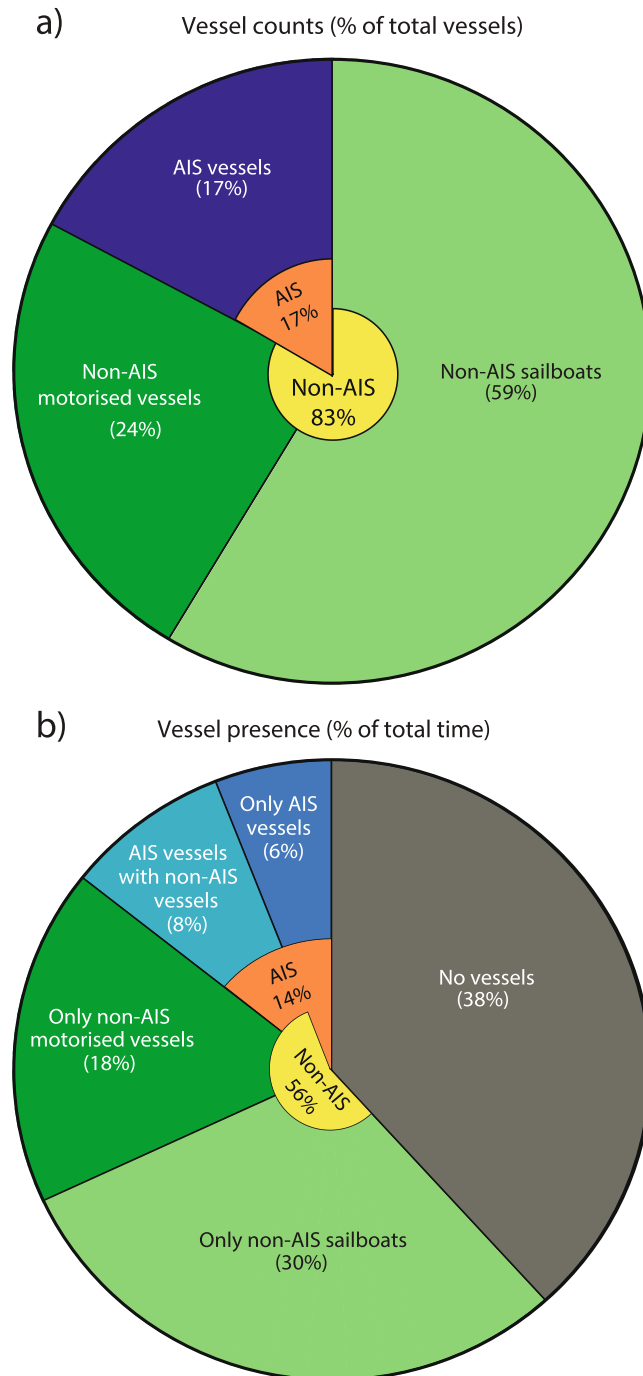 a)
Vessel counts (% of total vessels)
AIS vessels
(17%)
AIS
17%
Non-AIS
motorised vessels
(24%)
Non-AIS
83%
Non-AIS sailboats
(59%)
b)
Vessel presence (% of total time)
Only AIS
vessels
(6%)
AIS vessels
with non-AIS
vessels
(8%)
AIS
14%
No vessels
(38%)
Only non-AIS
motorised vessels
(18%)
Non-AIS
56%
Only non-AIS sailboats
(30%)